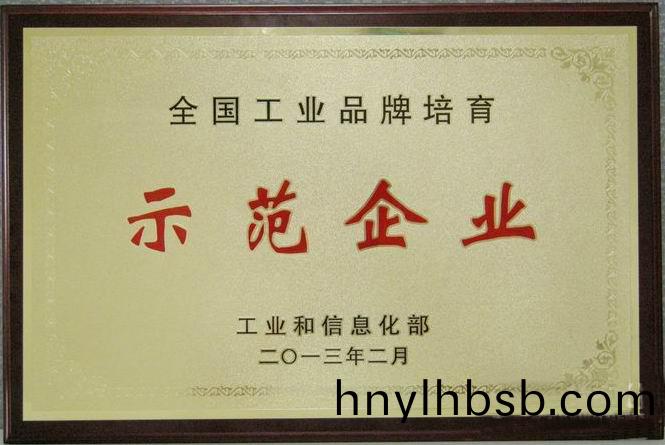 全国工业品牌培育
示范企业
工业和信息化部
二〇一三年二月
hnylhbsb.com